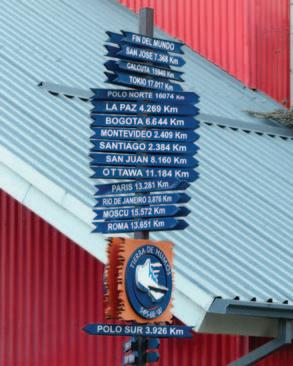 FIN DEL MUNDO
SAN JOSE 7.368 Km
CALCUTA 15949 Km
TOKIO 17.017 Km
POLO NORTE 16074 Km
LA PAZ 4.269 Km
BOGOTA 6.644 Km
MONTEVIDEO 2.409 Km
SANTIAGO 2.384 Km
SAN JUAN 8.160 Km
OTTAWA 11.184 Km
PARIS 13.281 Km
RIO DE JANEIRO 3.876 Km
MOSCU 15.572 Km
ROMA 13.651 Km
TIERRA DE HUMOS
POLO SUR 3.926 Km